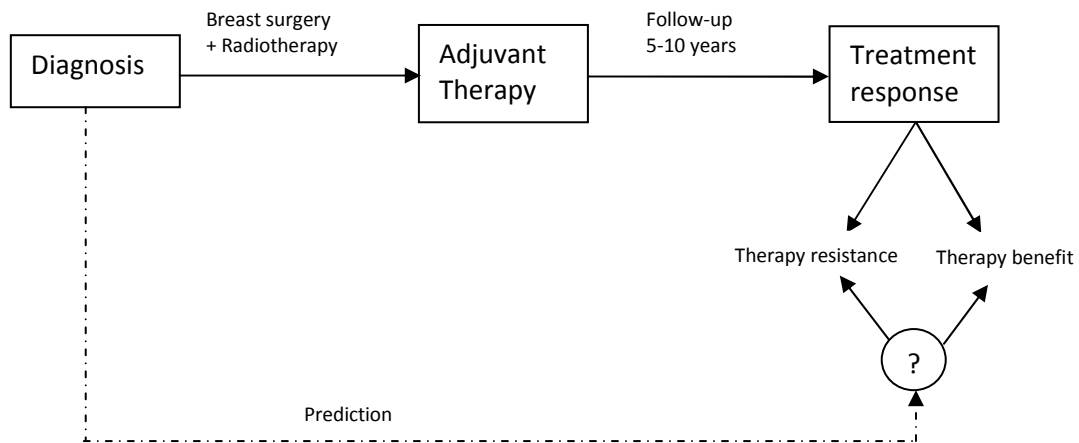 Diagnosis
Breast surgery
+ Radiotherapy
Adjuvant
Therapy
Follow-up
5-10 years
Treatment
response
Therapy resistance
Therapy benefit
?
Prediction